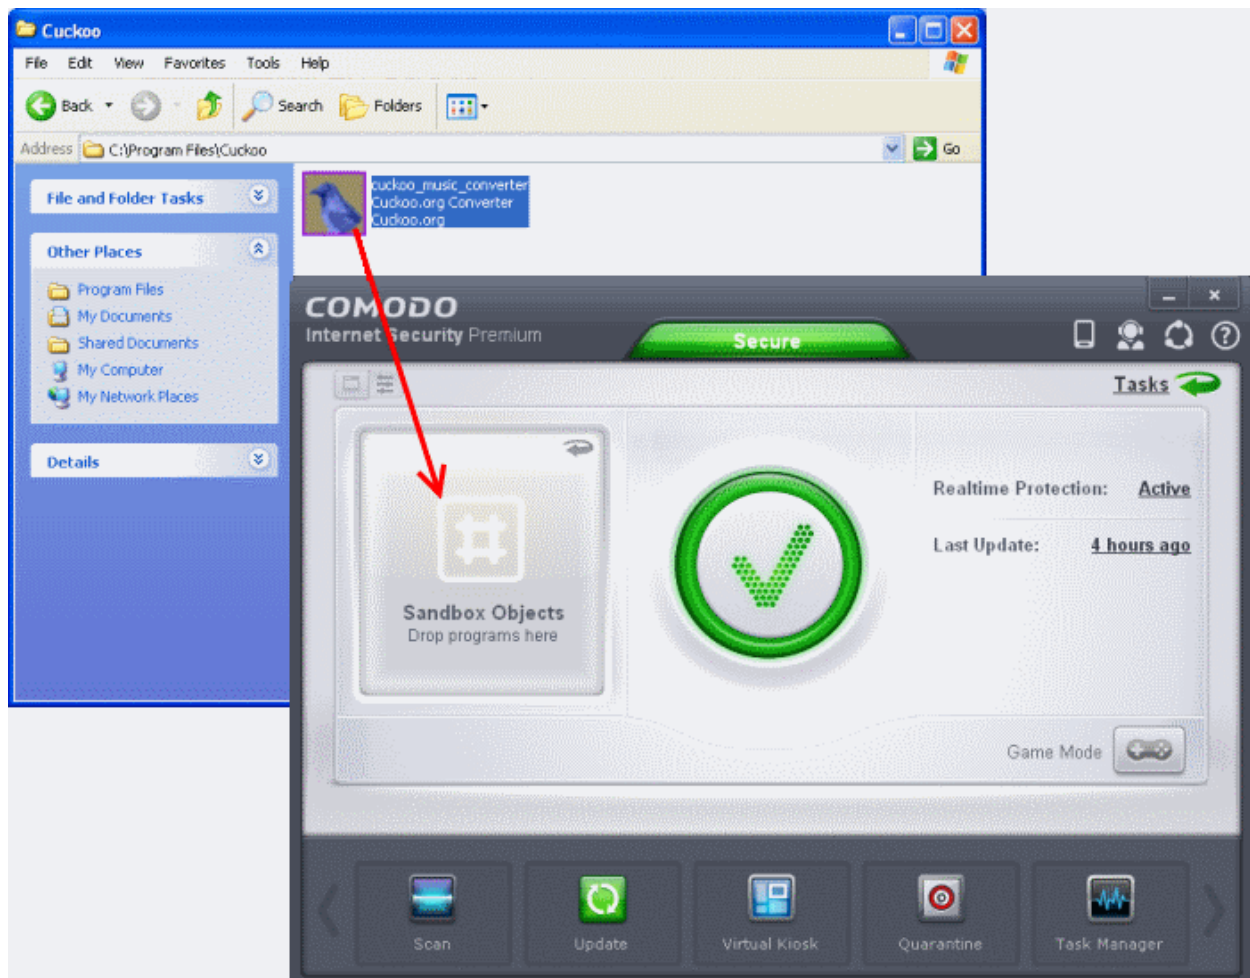 Cuckoo
File Edit View Favorites Tools Help
Back Search Folders
Address C:\Program Files\Cuckoo Go
File and Folder Tasks
Other Places
Program Files
My Documents
Shared Documents
My Computer
My Network Places
Details
cuckoo_music_converter
Cuckoo.org Converter
Cuckoo.org
COMODO
Internet Security Premium
Secure
Tasks
Sandbox Objects
Drop programs here
Realtime Protection: Active
Last Update: 4 hours ago
Game Mode
Scan Update Virtual Kiosk Quarantine Task Manager